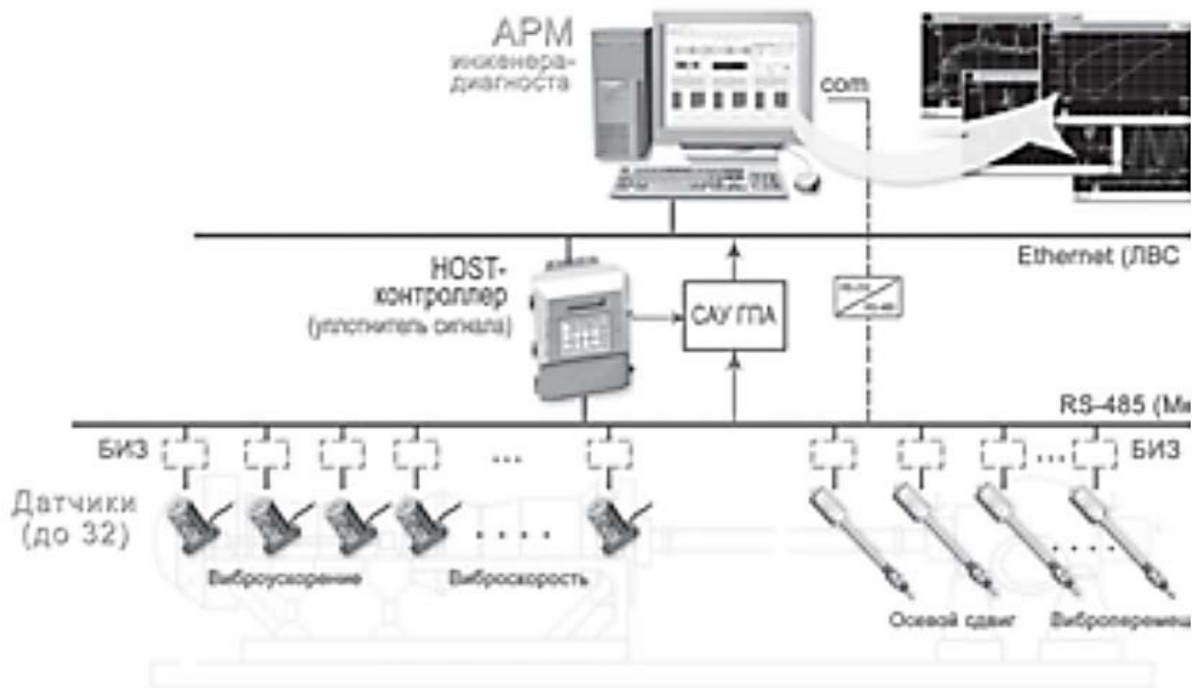 АРМ
инженера-
диагноста
com
Ethernet (ЛВС
HOST-
контроллер
(уплотнитель сигнала)
САУ ГПА
RS-485
БИЗ
...
...
БИЗ
Датчики
(до 32)
Виброускорение
Виброскорость
Осевой сдвиг
Виброперемещ